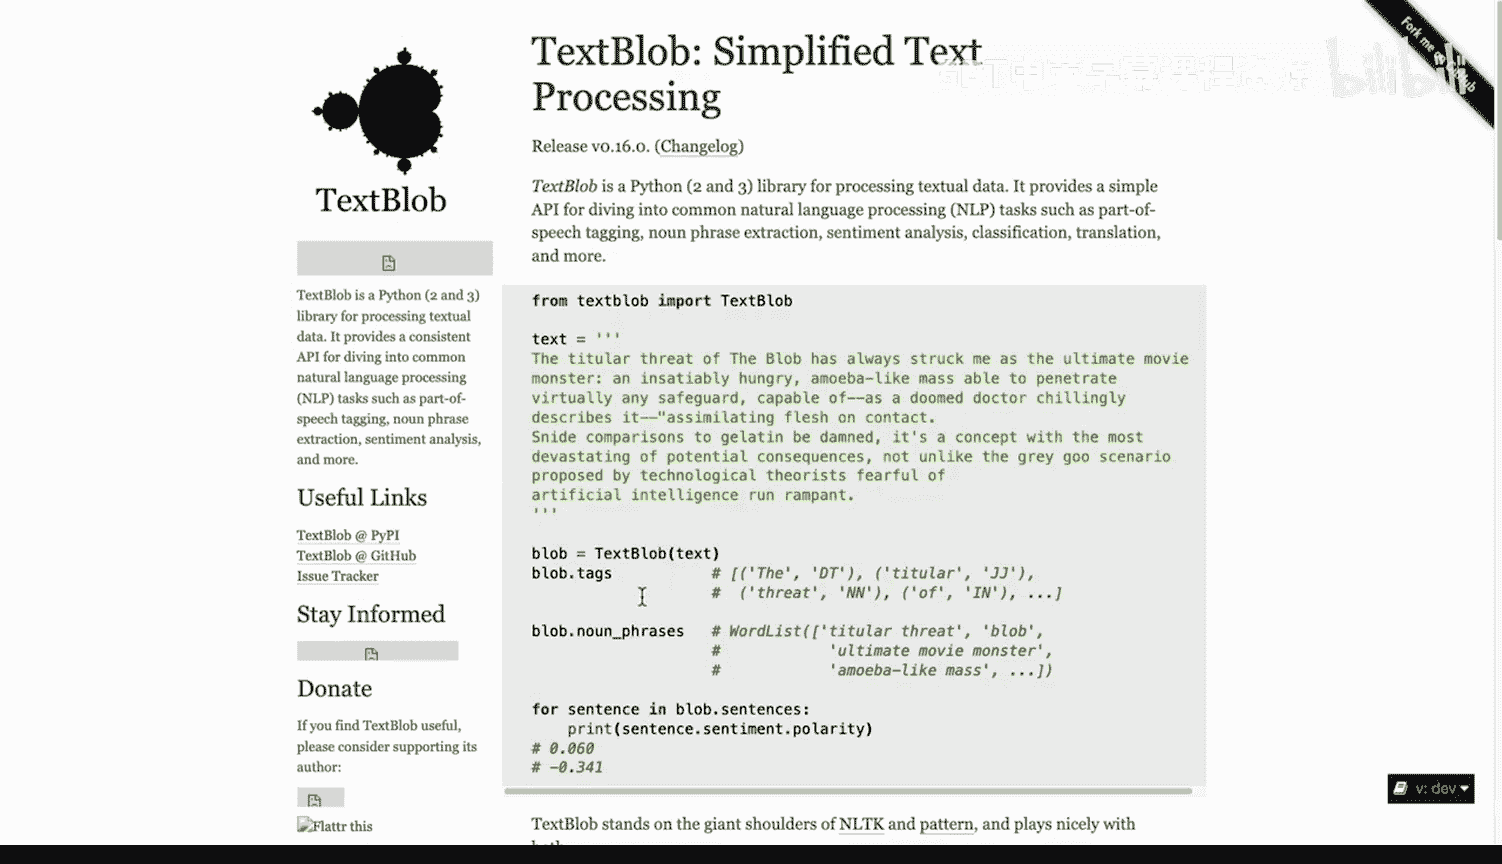 TextBlob: Simplified Text
Processing
Release v0.16.0. (Changelog)
TextBlob is a Python (2 and 3) library for processing textual data. It provides a simple
API for diving into common natural language processing (NLP) tasks such as part-of-
speech tagging, noun phrase extraction, sentiment analysis, classification, translation,
and more.
from textblob import TextBlob
text = '''
The titular threat of The Blob has always struck me as the ultimate movie
monster: an insatiably hungry, amoeba-like mass able to penetrate
virtually any safeguard, capable of--as a doomed doctor chillingly
describes it--"assimilating flesh on contact.
Snide comparisons to gelatin be damned, it's a concept with the most
devastating of potential consequences, not unlike the grey goo scenario
proposed by technological theorists fearful of
artificial intelligence run rampant.
'''
blob = TextBlob(text)
blob.tags # [('The', 'DT'), ('titular', 'JJ'),
# ('threat', 'NN'), ('of', 'IN'), ...]
blob.noun_phrases # WordList(['titular threat', 'blob',
# 'ultimate movie monster',
# 'amoeba-like mass', ...])
for sentence in blob.sentences:
print(sentence.sentiment.polarity)
# 0.060
# -0.341
TextBlob stands on the giant shoulders of NLTK and pattern, and plays nicely with
TextBlob
TextBlob is a Python (2 and 3)
library for processing textual
data. It provides a consistent
API for diving into common
natural language processing
(NLP) tasks such as part-of-
speech tagging, noun phrase
extraction, sentiment analysis,
and more.
Useful Links
TextBlob @ PyPI
TextBlob @ GitHub
Issue Tracker
Stay Informed
Donate
If you find TextBlob useful,
please consider supporting its
author:
Flattr this
Fork me
bilibili
v: dev